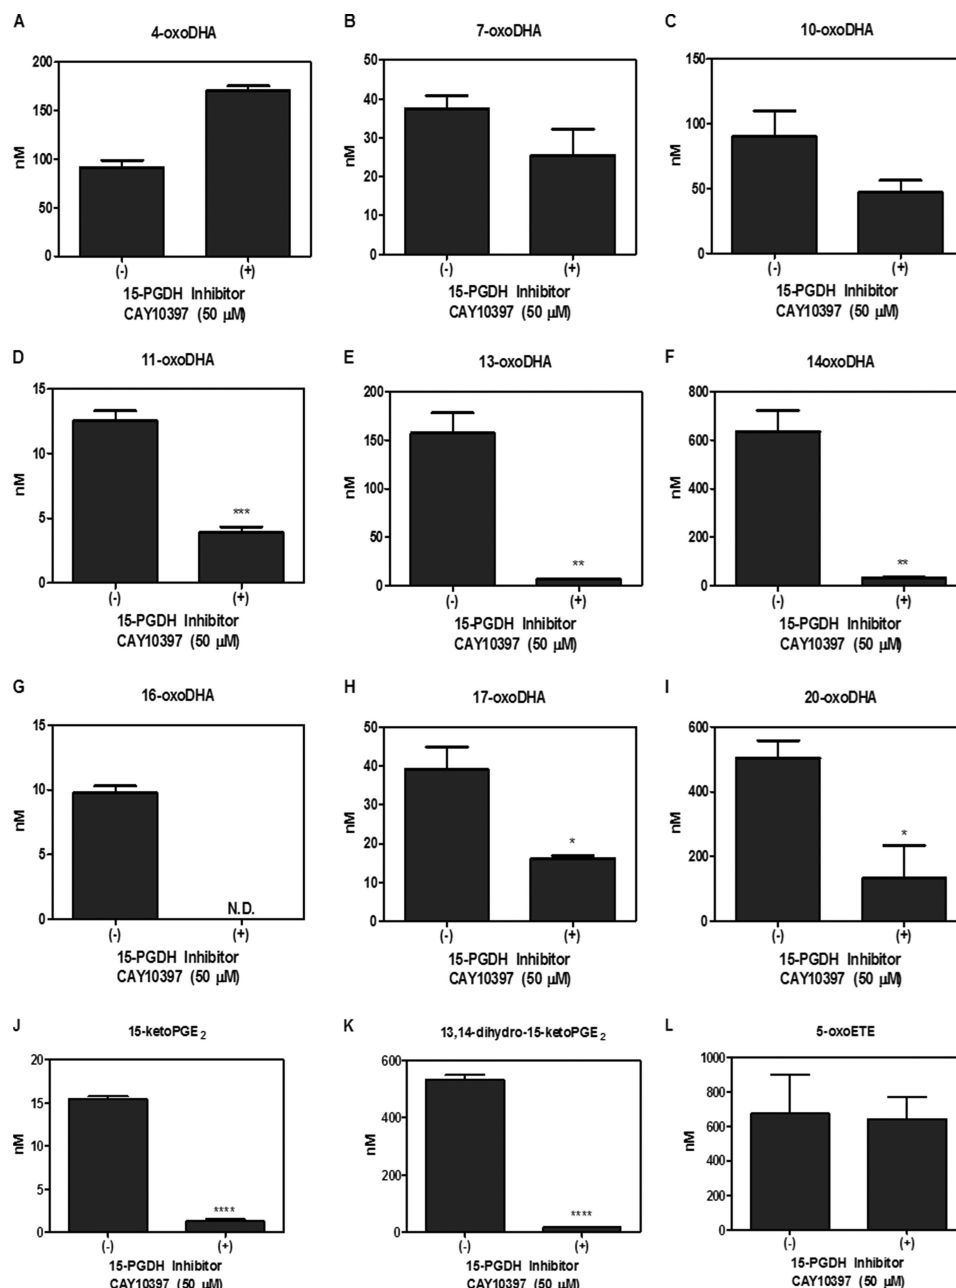 A
4-oxoDHA
200
150
100
50
0
nM
(-)
(+)
15-PGDH Inhibitor
CAY10397 (50 µM)
B
7-oxoDHA
50
40
30
20
10
0
nM
(-)
(+)
15-PGDH Inhibitor
CAY10397 (50 µM)
C
10-oxoDHA
150
100
50
0
nM
(-)
(+)
15-PGDH Inhibitor
CAY10397 (50 µM)
D
11-oxoDHA
15
10
5
0
nM
***
(-)
(+)
15-PGDH Inhibitor
CAY10397 (50 µM)
E
13-oxoDHA
200
150
100
50
0
nM
**
(-)
(+)
15-PGDH Inhibitor
CAY10397 (50 µM)
F
14oxoDHA
800
600
400
200
0
nM
**
(-)
(+)
15-PGDH Inhibitor
CAY10397 (50 µM)
G
16-oxoDHA
15
10
5
0
nM
N.D.
(-)
(+)
15-PGDH Inhibitor
CAY10397 (50 µM)
H
17-oxoDHA
50
40
30
20
10
0
nM
*
(-)
(+)
15-PGDH Inhibitor
CAY10397 (50 µM)
I
20-oxoDHA
600
400
200
0
nM
*
(-)
(+)
15-PGDH Inhibitor
CAY10397 (50 µM)
J
15-ketoPGE2
20
15
10
5
0
nM
****
(-)
(+)
15-PGDH Inhibitor
CAY10397 (50 µM)
K
13,14-dihydro-15-ketoPGE2
600
400
200
0
nM
****
(-)
(+)
15-PGDH Inhibitor
CAY10397 (50 µM)
L
5-oxoETE
1000
800
600
400
200
0
nM
(-)
(+)
15-PGDH Inhibitor
CAY10397 (50 µM)